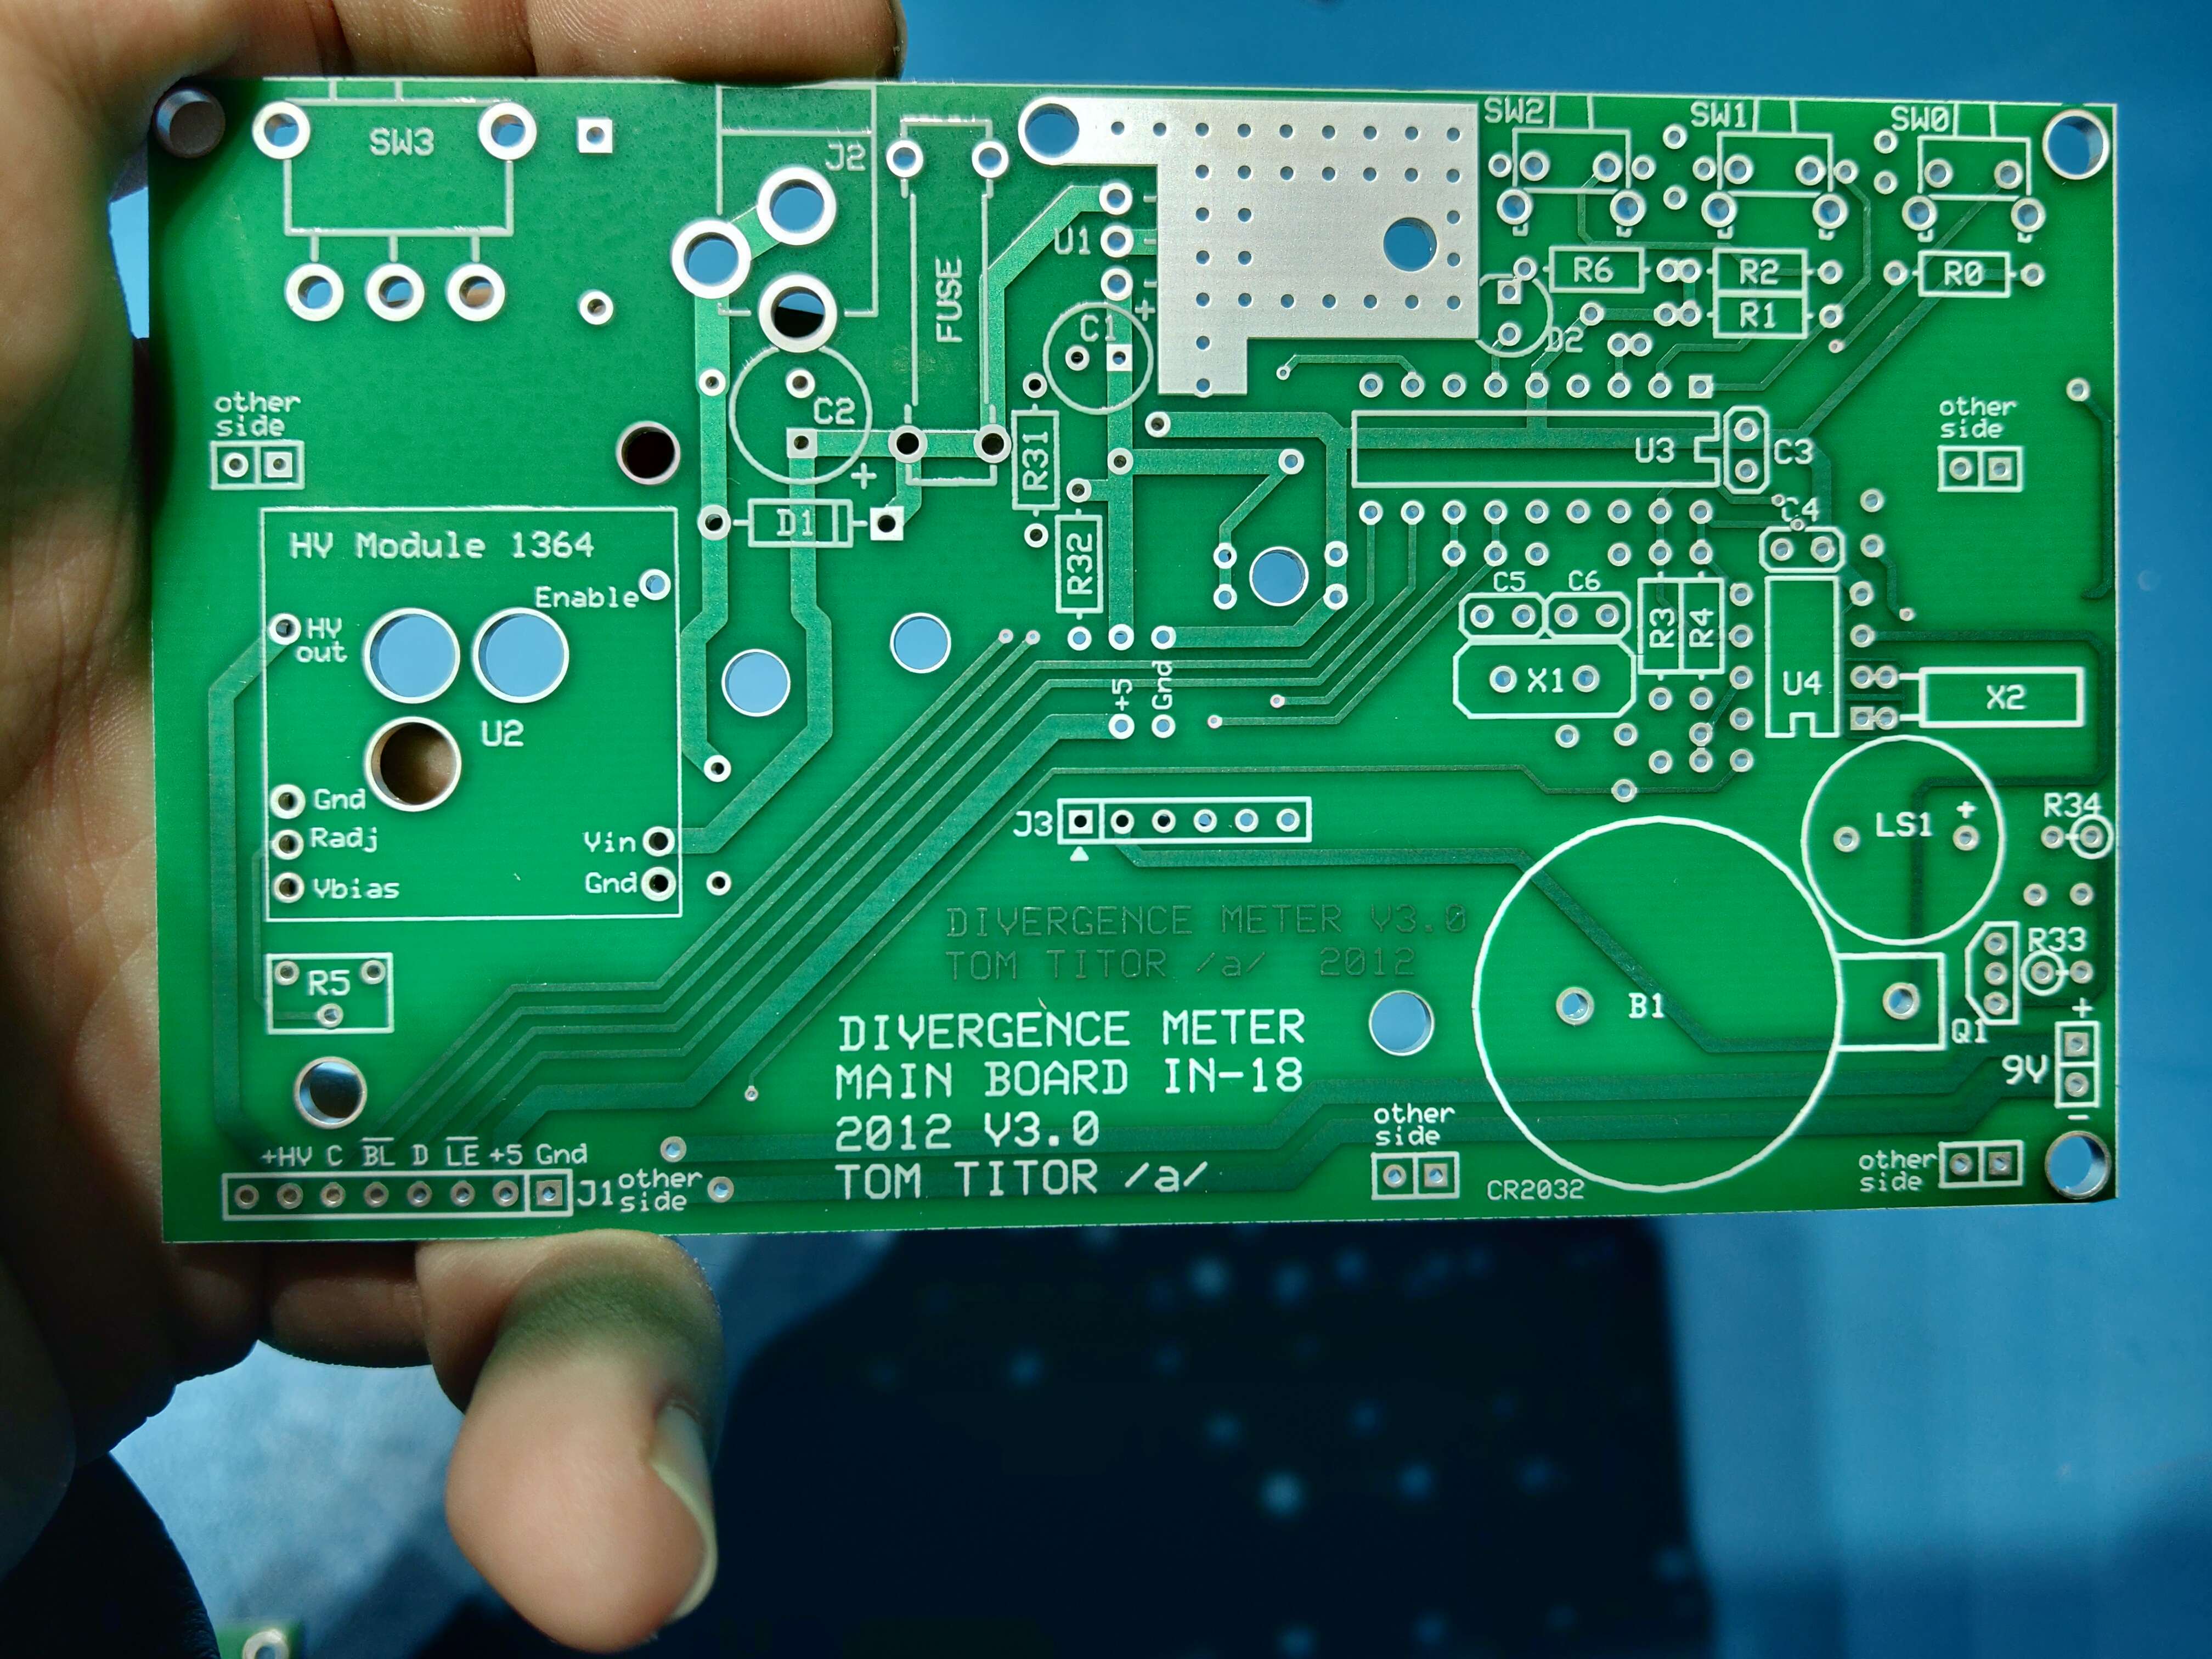 SW3
J2
SW2
SW1
SW0
U1
FUSE
+
C1
R6
R2
R0
R1
D2
other
side
C2
+
R31
U3
C3
other
side
C4
D1
HV Module 1364
Enable
R32
C5
C6
R3
R4
HV
out
U2
+5
Gnd
X1
U4
X2
Gnd
Radj
Vbias
Vin
Gnd
J3
LS1
+
R34
DIVERGENCE METER V3.0
TOM TITOR /a/ 2012
R5
R33
DIVERGENCE METER
MAIN BOARD IN-18
2012 V3.0
TOM TITOR /a/
B1
Q1
+
9V
-
other
side
CR2032
other
side
+HV C BL D LE +5 Gnd
J1
other
side